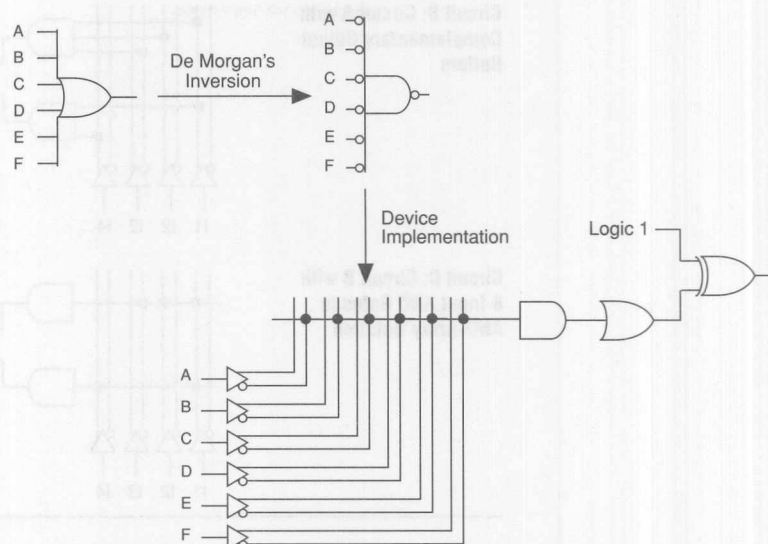 A
B
C
D
E
F
De Morgan's
Inversion
A
B
C
D
E
F
Device
Implementation
Logic 1
A
B
C
D
E
F